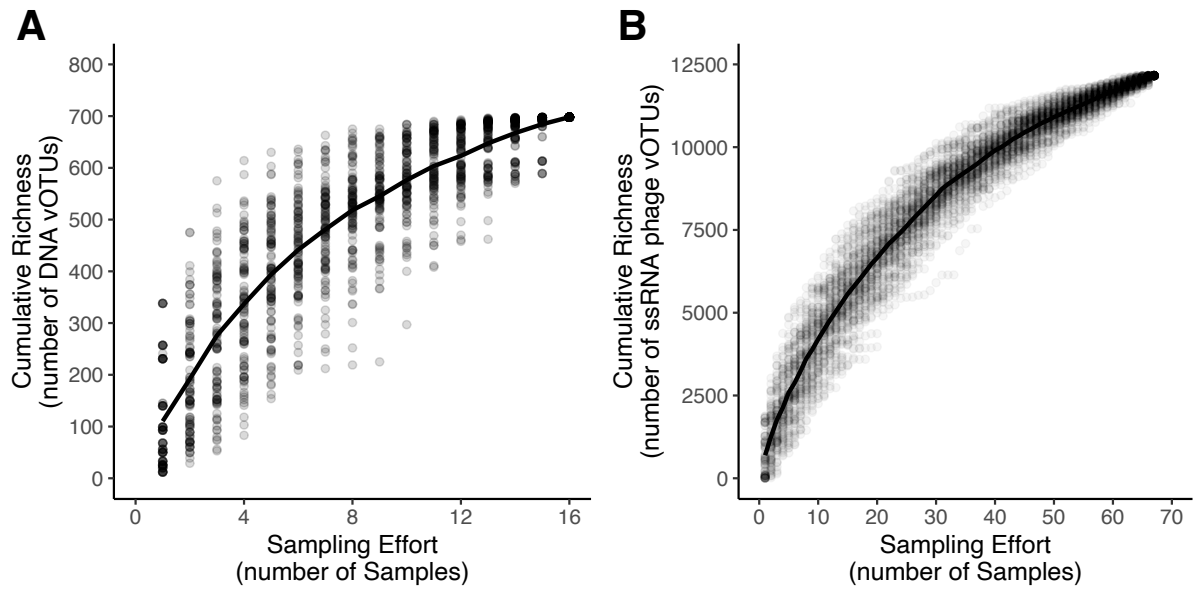 A
Cumulative Richness
(number of DNA vOTUs)
800
700
600
500
400
300
200
100
0
0 4 8 12 16
Sampling Effort
(number of Samples)
B
Cumulative Richness
(number of ssRNA phage vOTUs)
12500
10000
7500
5000
2500
0
0 10 20 30 40 50 60 70
Sampling Effort
(number of Samples)